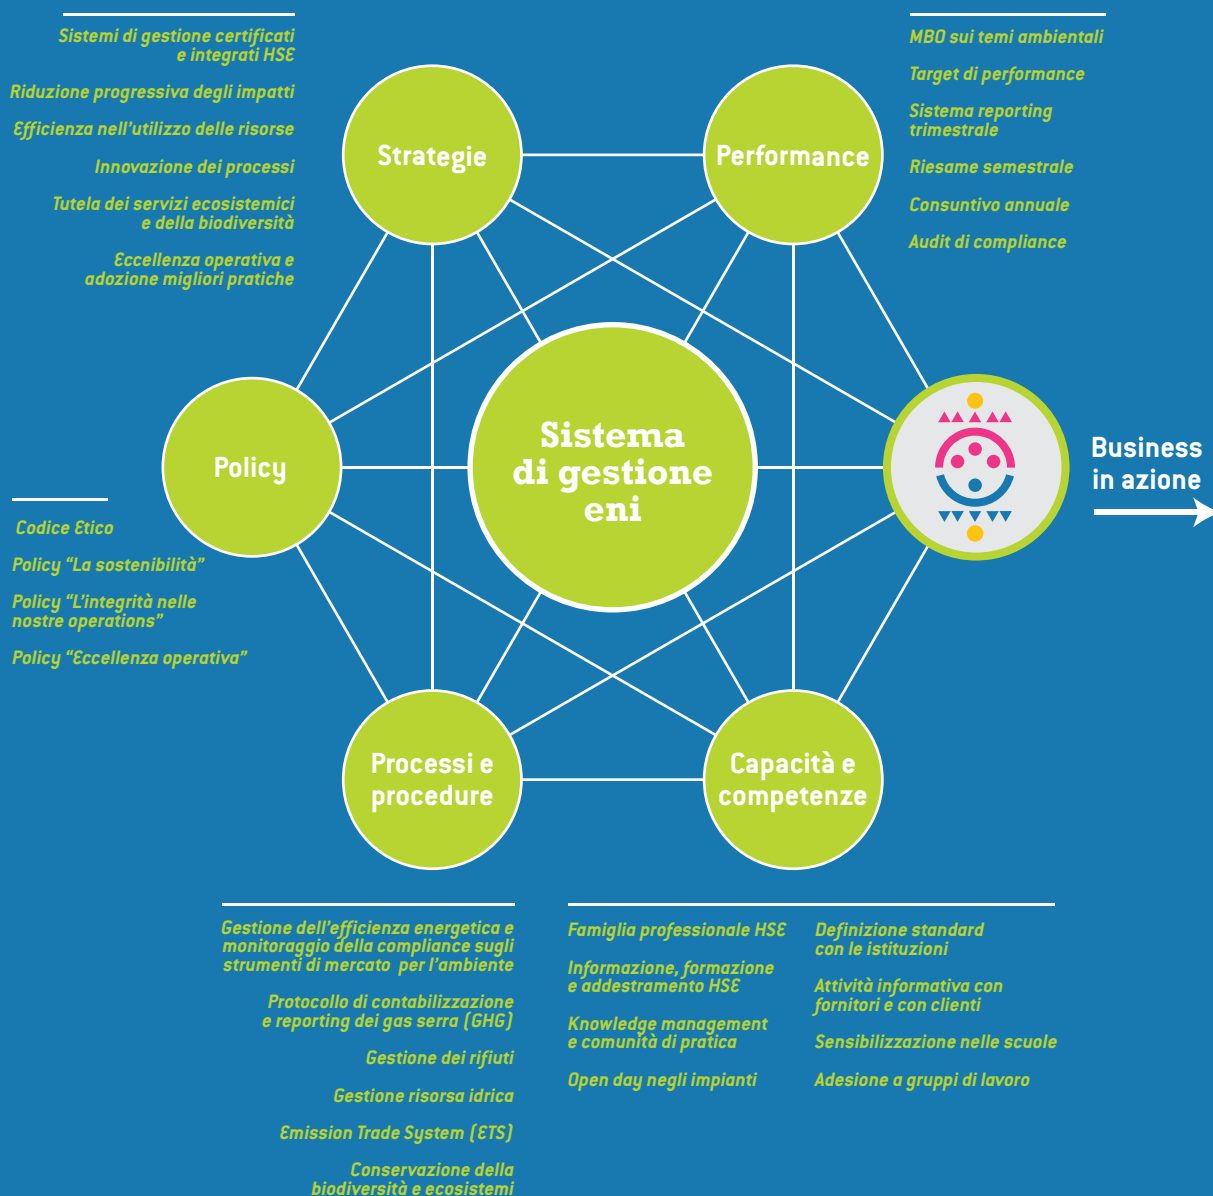 Sistemi di gestione certificati
e integrati HSE
Riduzione progressiva degli impatti
Efficienza nell'utilizzo delle risorse
Innovazione dei processi
Tutela dei servizi ecosistemici
e della biodiversità
Eccellenza operativa e
adozione migliori pratiche
MBO sui temi ambientali
Target di performance
Sistema reporting
trimestrale
Riesame semestrale
Consuntivo annuale
Audit di compliance
Strategie
Performance
Policy
Sistema
di gestione
eni
Business
in azione
Codice Etico
Policy “La sostenibilità”
Policy “L'integrità nelle
nostre operations”
Policy “Eccellenza operativa”
Processi e
procedure
Capacità e
competenze
Gestione dell'efficienza energetica e
monitoraggio della compliance sugli
strumenti di mercato per l'ambiente
Protocollo di contabilizzazione
e reporting dei gas serra (GHG)
Gestione dei rifiuti
Gestione risorsa idrica
Emission Trade System (ETS)
Conservazione della
biodiversità e ecosistemi
Famiglia professionale HSE
Informazione, formazione
e addestramento HSE
Knowledge management
e comunità di pratica
Open day negli impianti
Definizione standard
con le istituzioni
Attività informativa con
fornitori e con clienti
Sensibilizzazione nelle scuole
Adesione a gruppi di lavoro